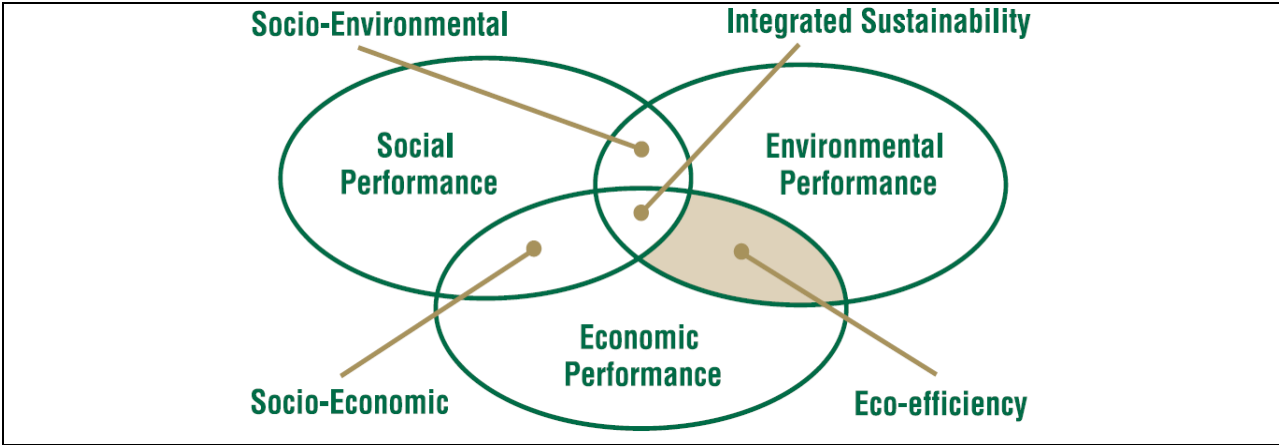 Socio-Environmental
Integrated Sustainability
Social
Performance
Environmental
Performance
Economic
Performance
Socio-Economic
Eco-efficiency